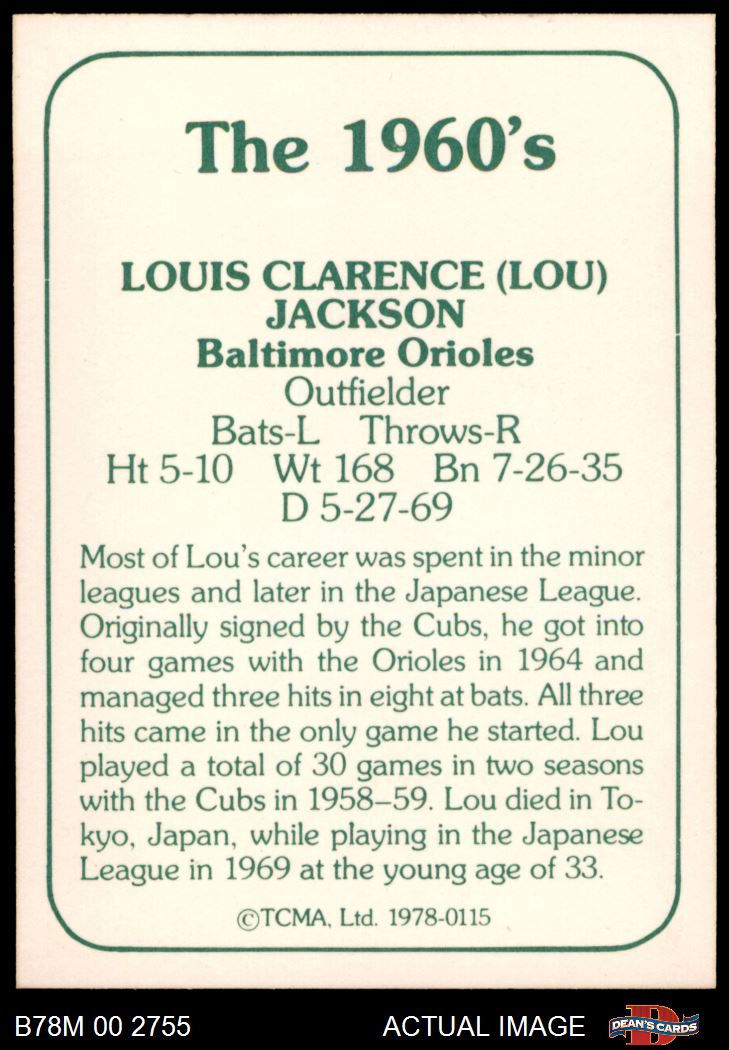 The 1960's
LOUIS CLARENCE (LOU)
JACKSON
Baltimore Orioles
Outfielder
Bats-L Throws-R
Ht 5-10 Wt 168 Bn 7-26-35
D 5-27-69
Most of Lou's career was spent in the minor
leagues and later in the Japanese League.
Originally signed by the Cubs, he got into
four games with the Orioles in 1964 and
managed three hits in eight at bats. All three
hits came in the only game he started. Lou
played a total of 30 games in two seasons
with the Cubs in 1958–59. Lou died in To-
kyo, Japan, while playing in the Japanese
League in 1969 at the young age of 33.
©TCMA, Ltd. 1978-0115
B78M 00 2755 ACTUAL IMAGE D DEAN'S CARDS